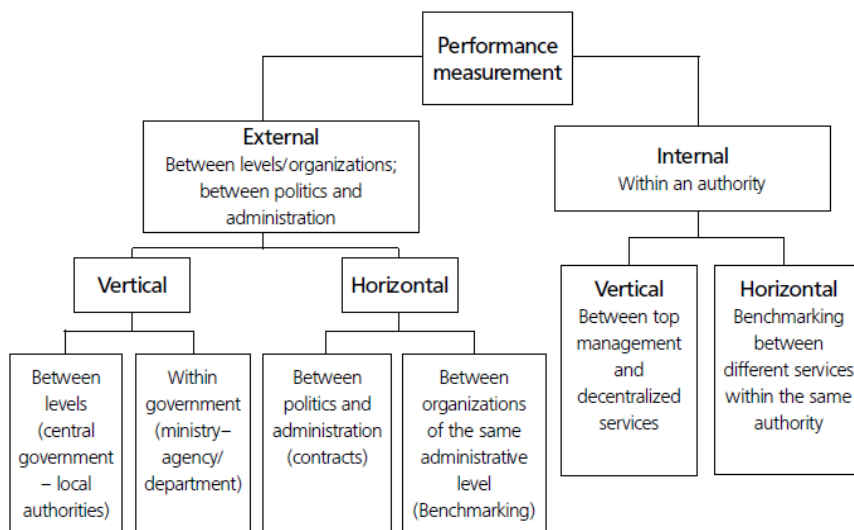 Performance
measurement
External
Between levels/organizations;
between politics and
administration
Internal
Within an authority
Vertical
Horizontal
Vertical
Between top
management
and
decentralized
services
Horizontal
Benchmarking
between
different services
within the same
authority
Between
levels
(central
government
– local
authorities)
Within
government
(ministry–
agency/
department)
Between
politics and
administration
(contracts)
Between
organizations
of the same
administrative
level
(Benchmarking)